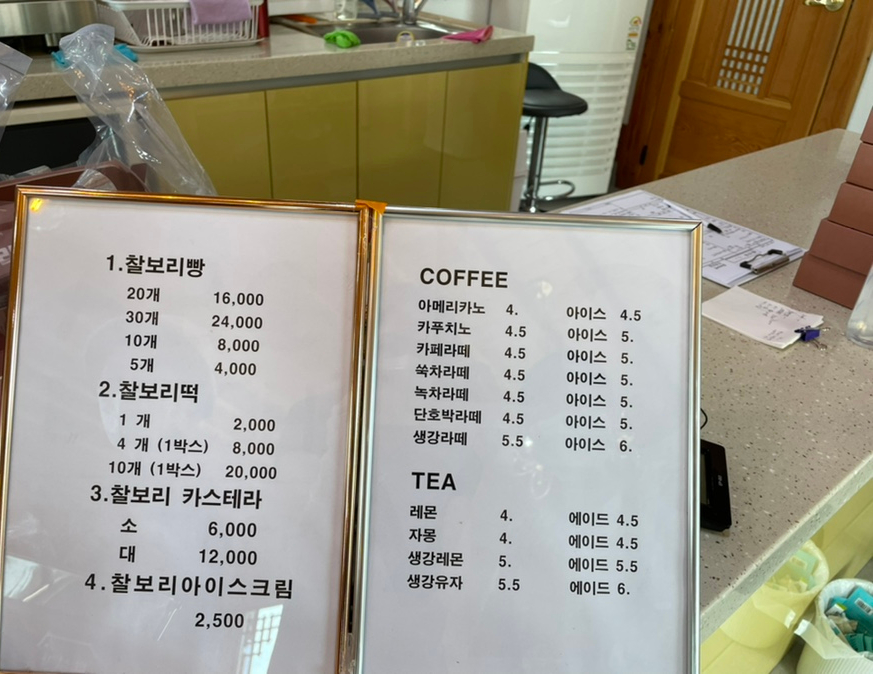 1.찰보리빵
20개 16,000
30개 24,000
10개 8,000
5개 4,000
2.찰보리떡
1 개 2,000
4 개 (1박스) 8,000
10개 (1박스) 20,000
3.찰보리 카스테라
소 6,000
대 12,000
4.찰보리아이스크림
2,500
COFFEE
아메리카노 4. 아이스 4.5
카푸치노 4.5 아이스 5.
카페라떼 4.5 아이스 5.
쑥차라떼 4.5 아이스 5.
녹차라떼 4.5 아이스 5.
단호박라떼 4.5 아이스 5.
생강라떼 5.5 아이스 6.
TEA
레몬 4. 에이드 4.5
자몽 4. 에이드 4.5
생강레몬 5. 에이드 5.5
생강유자 5.5 에이드 6.